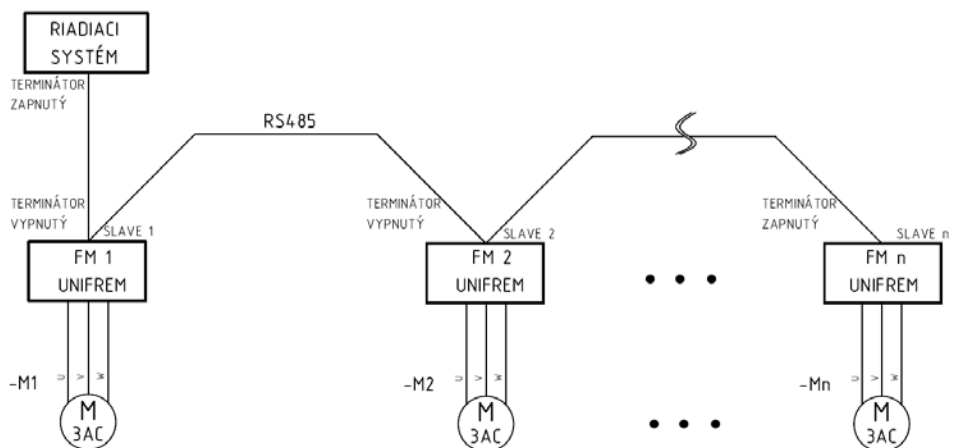 RIADIACI
SYSTÉM
TERMINÁTOR
ZAPNUTÝ
RS485
TERMINÁTOR
VYPNUTÝ
SLAVE 1
TERMINÁTOR
VYPNUTÝ
SLAVE 2
TERMINÁTOR
ZAPNUTÝ
SLAVE n
FM 1
UNIFREM
FM 2
UNIFREM
FM n
UNIFREM
-M1
U
V
W
M
3AC
-M2
U
V
W
M
3AC
-Mn
U
V
W
M
3AC